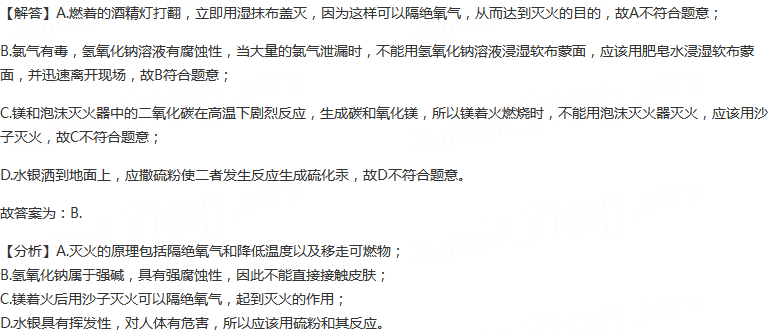 【解答】A.燃着的酒精灯打翻，立即用湿抹布盖灭，因为这样可以隔绝氧气，从而达到灭火的目的，故A不符合题意；
B.氯气有毒，氢氧化钠溶液有腐蚀性，当大量的氯气泄漏时，不能用氢氧化钠溶液浸湿软布蒙面，应该用肥皂水浸湿软布蒙
面，并迅速离开现场，故B符合题意；
C.镁和泡沫灭火器中的二氧化碳在高温下剧烈反应，生成碳和氧化镁，所以镁着火燃烧时，不能用泡沫灭火器灭火，应该用沙
子灭火，故C不符合题意；
D.水银洒到地面上，应撒硫粉使二者发生反应生成硫化汞，故D不符合题意。
故答案为：B.
【分析】A.灭火的原理包括隔绝氧气和降低温度以及移走可燃物；
B.氢氧化钠属于强碱，具有强腐蚀性，因此不能直接接触皮肤；
C.镁着火后用沙子灭火可以隔绝氧气，起到灭火的作用；
D.水银具有挥发性，对人体有危害，所以应该用硫粉和其反应。